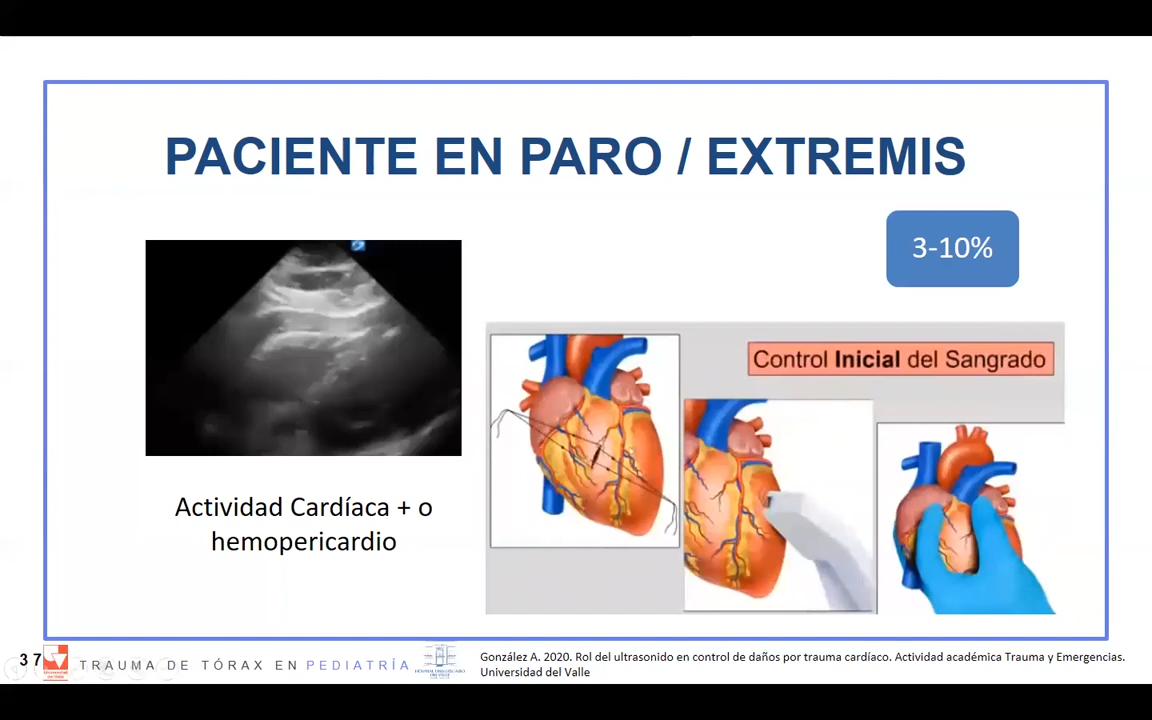 PACIENTE EN PARO / EXTREMIS
3-10%
Control Inicial del Sangrado
Actividad Cardíaca + o
hemopericardio
37
TRAUMA DE TÓRAX EN PEDIATRÍA
González A. 2020. Rol del ultrasonido en control de daños por trauma cardíaco. Actividad académica Trauma y Emergencias.
Universidad del Valle